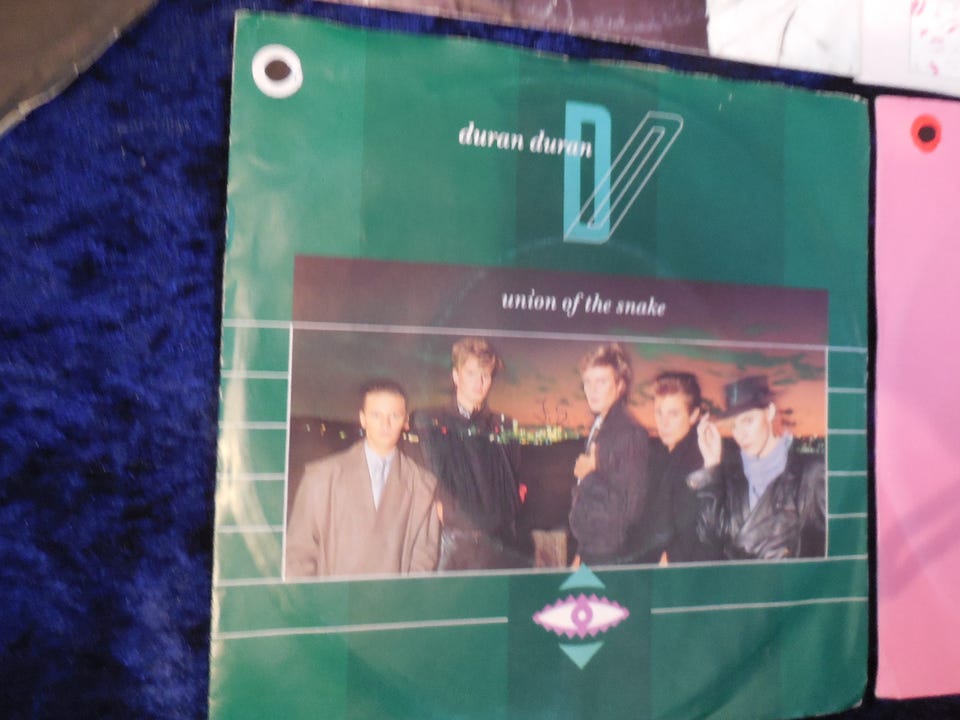 duran duran
union of the snake